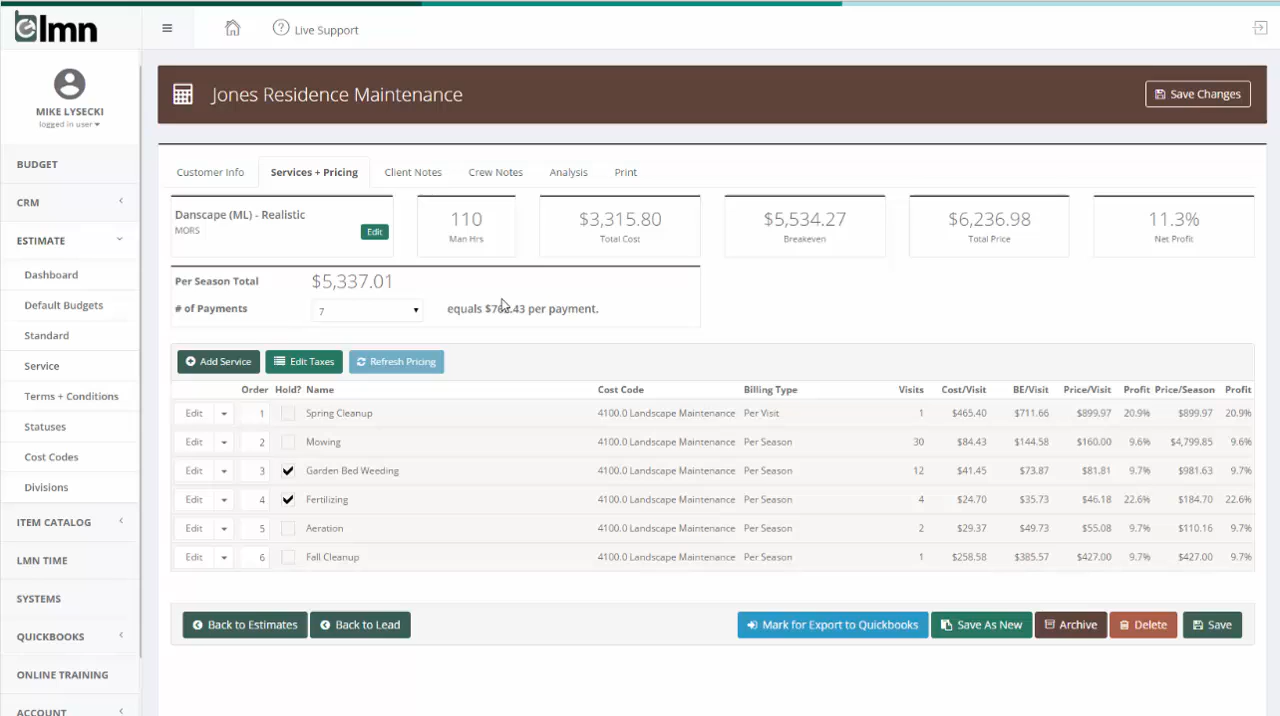 lmn
Live Support
MIKE LYSECKI
logged in user
BUDGET
CRM
ESTIMATE
Dashboard
Default Budgets
Standard
Service
Terms + Conditions
Statuses
Cost Codes
Divisions
ITEM CATALOG
LMN TIME
SYSTEMS
QUICKBOOKS
ONLINE TRAINING
ACCOUNT
Jones Residence Maintenance
Save Changes
Customer Info Services + Pricing Client Notes Crew Notes Analysis Print
Danscape (ML) - Realistic
MORS
Edit
110
Man Hrs
$3,315.80
Total Cost
$5,534.27
Breakeven
$6,236.98
Total Price
11.3%
Net Profit
Per Season Total $5,337.01
# of Payments 7 equals per payment.
Add Service Edit Taxes Refresh Pricing
Order Hold? Name Cost Code Billing Type Visits Cost/Visit BE/Visit Price/Visit Profit Price/Season Profit
Edit 1 Spring Cleanup 4100.0 Landscape Maintenance Per Visit 1 $465.40 $711.66 $899.97 20.9% $899.97 20.9%
Edit 2 Mowing 4100.0 Landscape Maintenance Per Season 30 $84.43 $144.58 $160.00 9.6% $4,799.85 9.6%
Edit 3 Garden Bed Weeding 4100.0 Landscape Maintenance Per Season 12 $41.45 $73.87 $81.81 9.7% $981.63 9.7%
Edit 4 Fertilizing 4100.0 Landscape Maintenance Per Season 4 $24.70 $35.73 $46.18 22.6% $184.70 22.6%
Edit 5 Aeration 4100.0 Landscape Maintenance Per Season 2 $29.37 $49.73 $55.08 9.7% $110.16 9.7%
Edit 6 Fall Cleanup 4100.0 Landscape Maintenance Per Season 1 $258.58 $385.57 $427.00 9.7% $427.00 9.7%
Back to Estimates Back to Lead Mark for Export to Quickbooks Save As New Archive Delete Save